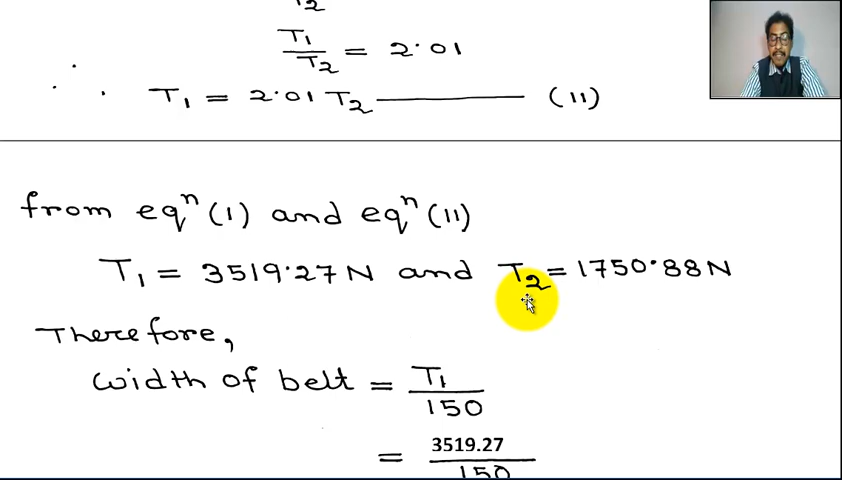 T₂
T₁/T₂ = 2.01
∴ T₁ = 2.01 T₂ ——— (11)
from eqⁿ (1) and eqⁿ (11)
T₁ = 3519.27 N and T₂ = 1750.88 N
Therefore,
width of belt = T₁/150
= 3519.27/150